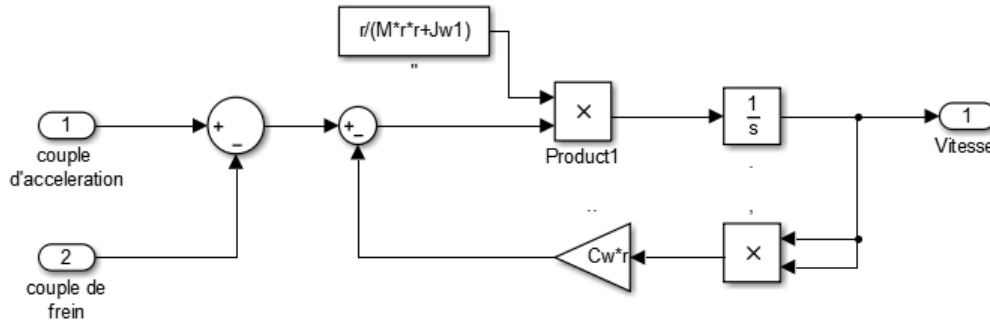 r/(M*r*r+Jw1)
"
1
couple
d'acceleration
+
−
+
−
×
Product1
1
s
1
Vitesse
.
..
,
2
couple de
frein
Cw*r
×